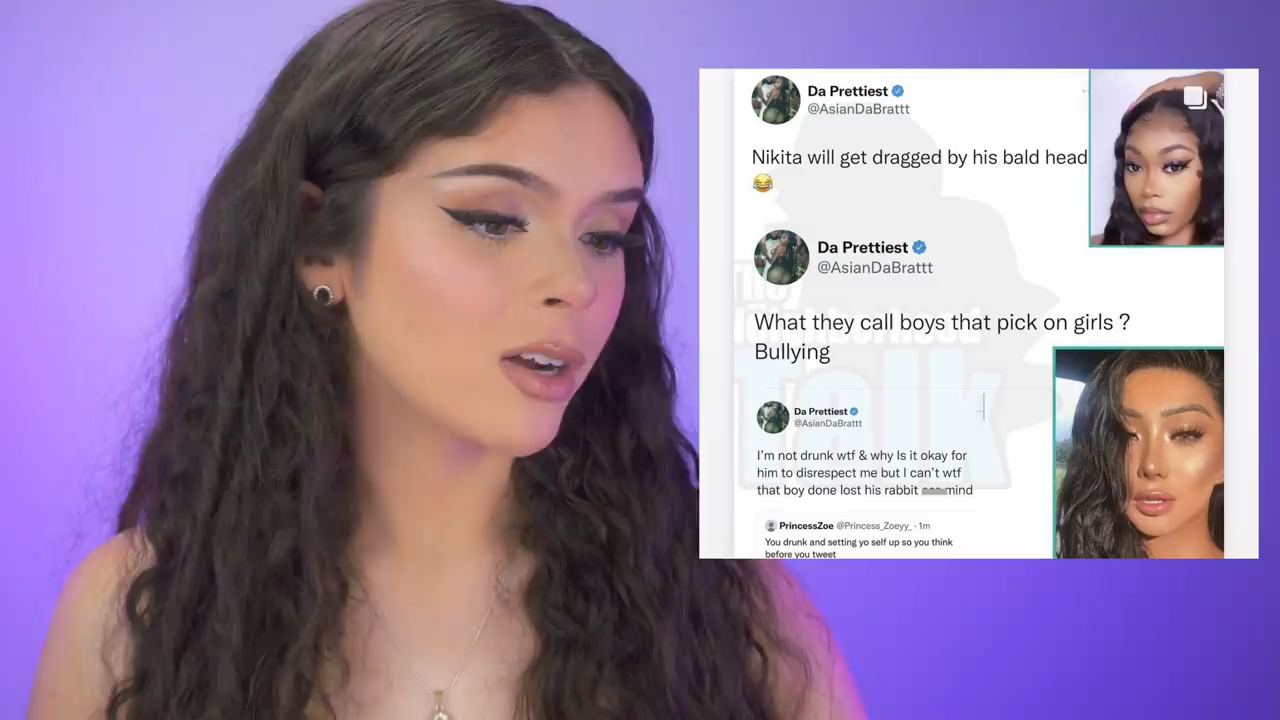 Da Prettiest
@AsianDaBrattt
Nikita will get dragged by his bald head
😂
Da Prettiest
@AsianDaBrattt
What they call boys that pick on girls ?
Bullying
Da Prettiest
@AsianDaBrattt
I'm not drunk wtf & why Is it okay for
him to disrespect me but I can't wtf
that boy done lost his rabbit mind
PrincessZoe @Princess_Zoeyy_ · 1m
You drunk and setting yo self up so you think
before you tweet
They
Talk